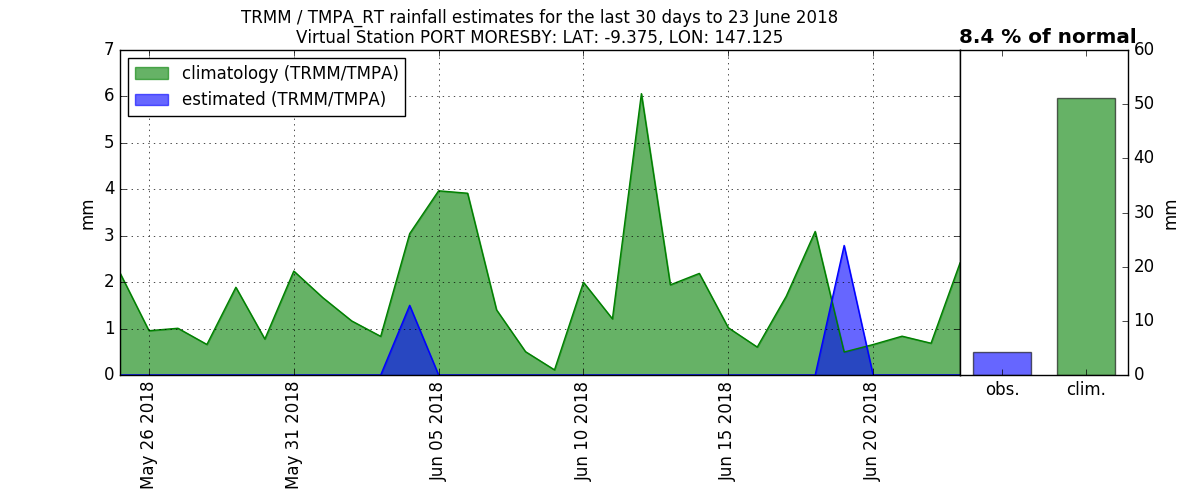 TRMM / TMPA_RT rainfall estimates for the last 30 days to 23 June 2018
Virtual Station PORT MORESBY: LAT: -9.375, LON: 147.125
8.4 % of normal
climatology (TRMM/TMPA)
estimated (TRMM/TMPA)
7
6
5
4
3
2
1
0
mm
May 26 2018
May 31 2018
Jun 05 2018
Jun 10 2018
Jun 15 2018
Jun 20 2018
obs.
clim.
60
50
40
30
20
10
0
mm